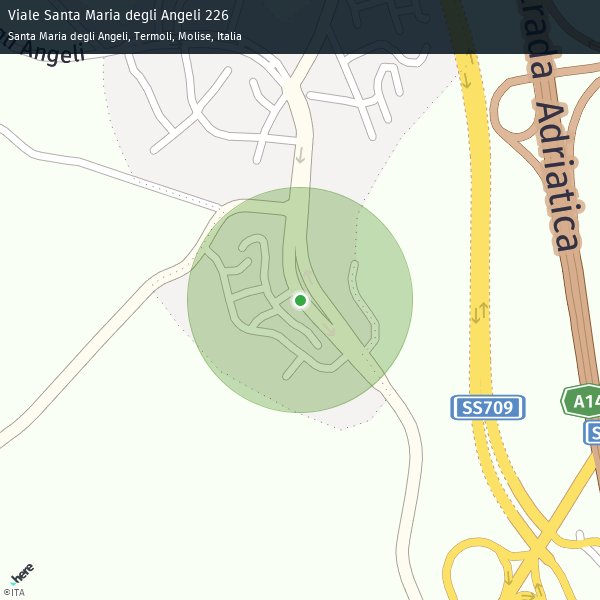 Viale Santa Maria degli Angeli 226
Santa Maria degli Angeli, Termoli, Molise, Italia
Angeli
rada Adriatica
SS709
A14
S
here
©ITA